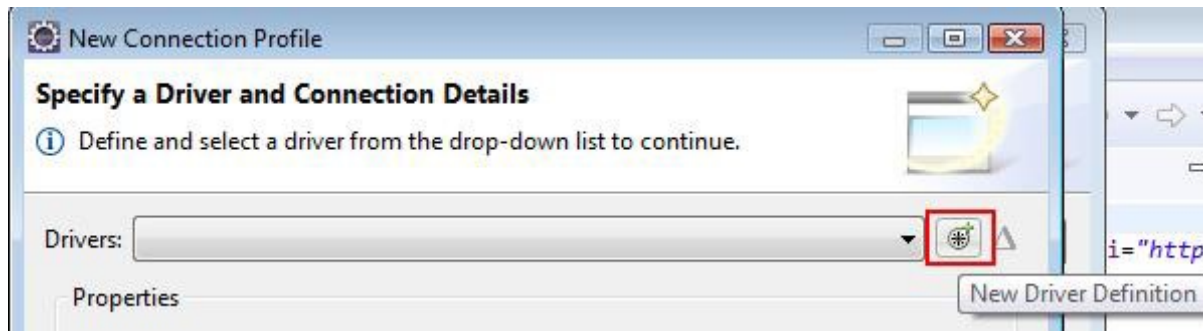 New Connection Profile
Specify a Driver and Connection Details
Define and select a driver from the drop-down list to continue.
Drivers:
i="http
Properties
New Driver Definition